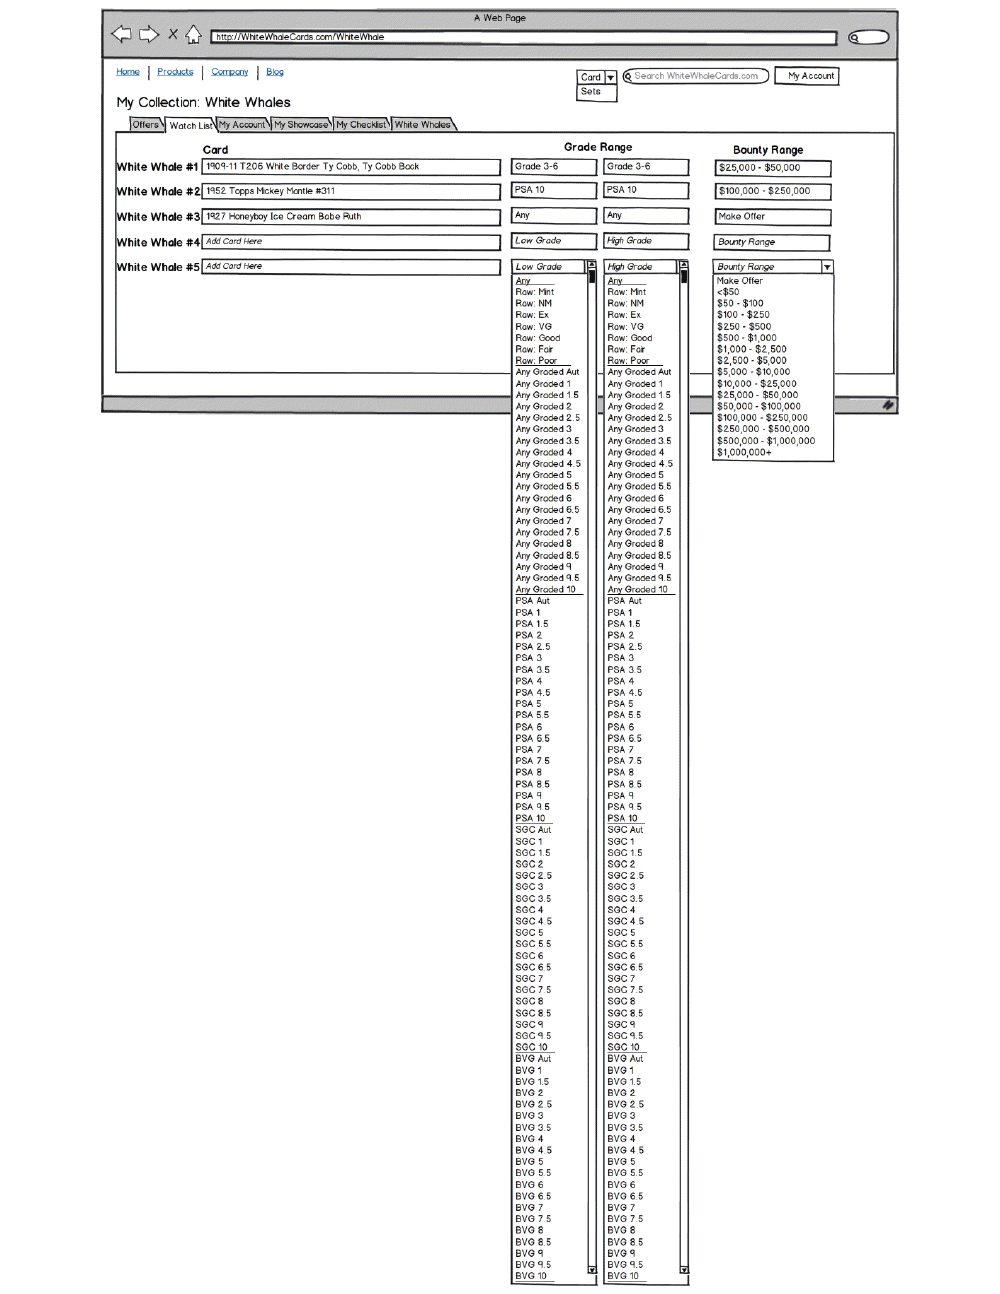 A Web Page
http://WhiteWhaleCards.com/WhiteWhale
Home | Products | Company | Blog
Card
Search WhiteWhaleCards.com
My Account
Sets
My Collection: White Whales
Offers
Watch List
My Account
My Showcase
My Checklist
White Whales
Card
Grade Range
Bounty Range
White Whale #1
1909-11 T206 White Border Ty Cobb, Ty Cobb Back
Grade 3-6
Grade 3-6
$25,000 - $50,000
White Whale #2
1952 Topps Mickey Mantle #311
PSA 10
PSA 10
$100,000 - $250,000
White Whale #3
1927 Honeyboy Ice Cream Babe Ruth
Any
Any
Make Offer
White Whale #4
Add Card Here
Low Grade
High Grade
Bounty Range
White Whale #5
Add Card Here
Low Grade
Any
Raw: Mint
Raw: NM
Raw: Ex
Raw: VG
Raw: Good
Raw: Fair
Raw: Poor
Any Graded Aut
Any Graded 1
Any Graded 1.5
Any Graded 2
Any Graded 2.5
Any Graded 3
Any Graded 3.5
Any Graded 4
Any Graded 4.5
Any Graded 5
Any Graded 5.5
Any Graded 6
Any Graded 6.5
Any Graded 7
Any Graded 7.5
Any Graded 8
Any Graded 8.5
Any Graded 9
Any Graded 9.5
Any Graded 10
PSA Aut
PSA 1
PSA 1.5
PSA 2
PSA 2.5
PSA 3
PSA 3.5
PSA 4
PSA 4.5
PSA 5
PSA 5.5
PSA 6
PSA 6.5
PSA 7
PSA 7.5
PSA 8
PSA 8.5
PSA 9
PSA 9.5
PSA 10
SGC Aut
SGC 1
SGC 1.5
SGC 2
SGC 2.5
SGC 3
SGC 3.5
SGC 4
SGC 4.5
SGC 5
SGC 5.5
SGC 6
SGC 6.5
SGC 7
SGC 7.5
SGC 8
SGC 8.5
SGC 9
SGC 9.5
SGC 10
BVG Aut
BVG 1
BVG 1.5
BVG 2
BVG 2.5
BVG 3
BVG 3.5
BVG 4
BVG 4.5
BVG 5
BVG 5.5
BVG 6
BVG 6.5
BVG 7
BVG 7.5
BVG 8
BVG 8.5
BVG 9
BVG 9.5
BVG 10
High Grade
Any
Raw: Mint
Raw: NM
Raw: Ex
Raw: VG
Raw: Good
Raw: Fair
Raw: Poor
Any Graded Aut
Any Graded 1
Any Graded 1.5
Any Graded 2
Any Graded 2.5
Any Graded 3
Any Graded 3.5
Any Graded 4
Any Graded 4.5
Any Graded 5
Any Graded 5.5
Any Graded 6
Any Graded 6.5
Any Graded 7
Any Graded 7.5
Any Graded 8
Any Graded 8.5
Any Graded 9
Any Graded 9.5
Any Graded 10
PSA Aut
PSA 1
PSA 1.5
PSA 2
PSA 2.5
PSA 3
PSA 3.5
PSA 4
PSA 4.5
PSA 5
PSA 5.5
PSA 6
PSA 6.5
PSA 7
PSA 7.5
PSA 8
PSA 8.5
PSA 9
PSA 9.5
PSA 10
SGC Aut
SGC 1
SGC 1.5
SGC 2
SGC 2.5
SGC 3
SGC 3.5
SGC 4
SGC 4.5
SGC 5
SGC 5.5
SGC 6
SGC 6.5
SGC 7
SGC 7.5
SGC 8
SGC 8.5
SGC 9
SGC 9.5
SGC 10
BVG Aut
BVG 1
BVG 1.5
BVG 2
BVG 2.5
BVG 3
BVG 3.5
BVG 4
BVG 4.5
BVG 5
BVG 5.5
BVG 6
BVG 6.5
BVG 7
BVG 7.5
BVG 8
BVG 8.5
BVG 9
BVG 9.5
BVG 10
Bounty Range
Make Offer
<$50
$50 - $100
$100 - $250
$250 - $500
$500 - $1,000
$1,000 - $2,500
$2,500 - $5,000
$5,000 - $10,000
$10,000 - $25,000
$25,000 - $50,000
$50,000 - $100,000
$100,000 - $250,000
$250,000 - $500,000
$500,000 - $1,000,000
$1,000,000+